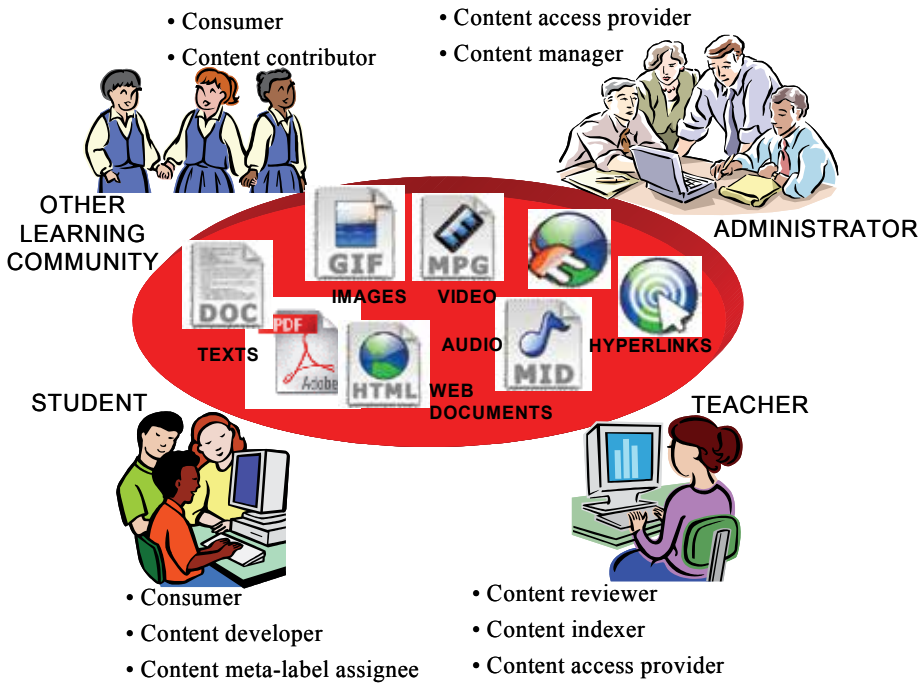 • Consumer
• Content contributor
• Content access provider
• Content manager
OTHER
LEARNING
COMMUNITY
ADMINISTRATOR
GIF
IMAGES
MPG
VIDEO
DOC
TEXTS
PDF
Adobe
HTML
WEB
DOCUMENTS
AUDIO
MID
HYPERLINKS
STUDENT
TEACHER
• Consumer
• Content developer
• Content meta-label assignee
• Content reviewer
• Content indexer
• Content access provider